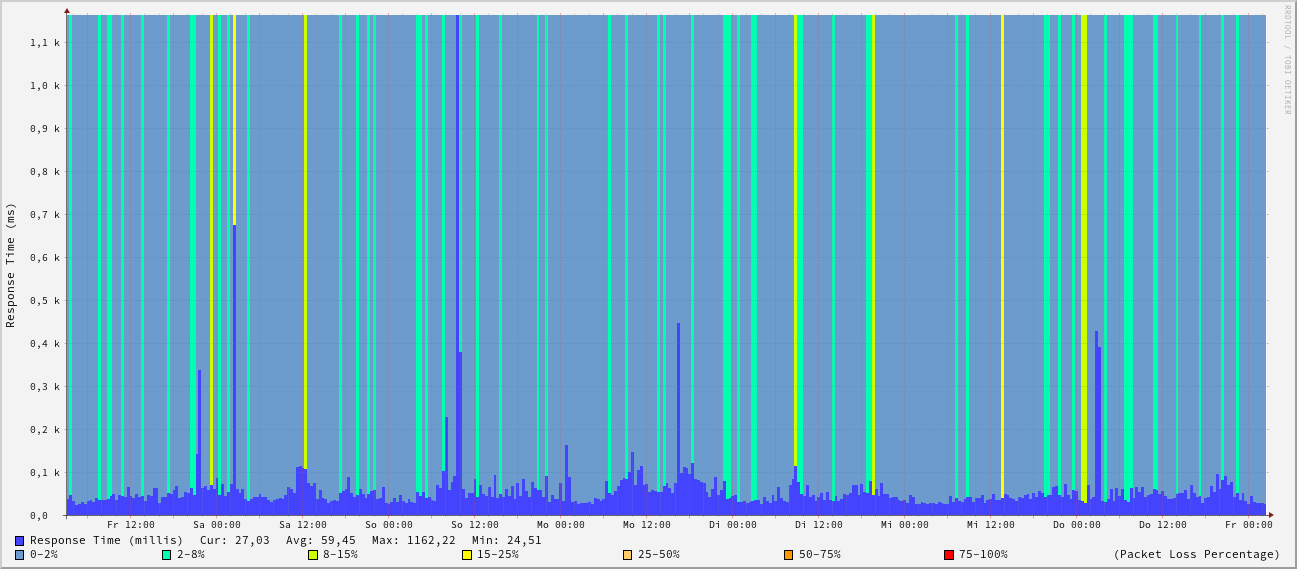 RRDTOOL / TOBI OETIKER
Response Time (ms)
1,1 k
1,0 k
0,9 k
0,8 k
0,7 k
0,6 k
0,5 k
0,4 k
0,3 k
0,2 k
0,1 k
0,0
Fr 12:00 Sa 00:00 Sa 12:00 So 00:00 So 12:00 Mo 00:00 Mo 12:00 Di 00:00 Di 12:00 Mi 00:00 Mi 12:00 Do 00:00 Do 12:00 Fr 00:00
Response Time (millis) Cur: 27,03 Avg: 59,45 Max: 1162,22 Min: 24,51
0-2% 2-8% 8-15% 15-25% 25-50% 50-75% 75-100% (Packet Loss Percentage)